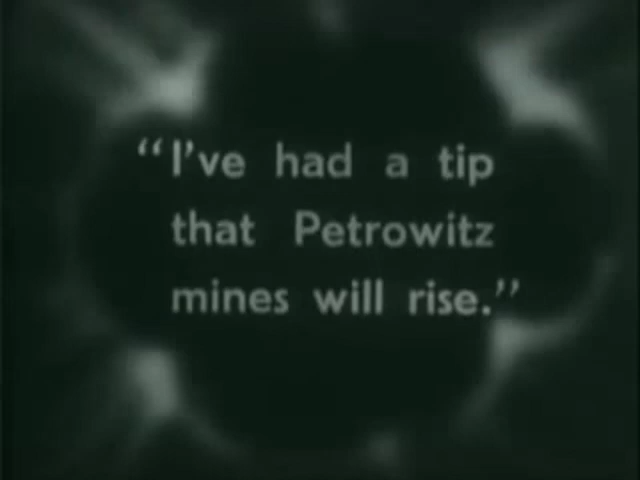 “I've had a tip
that Petrowitz
mines will rise.”